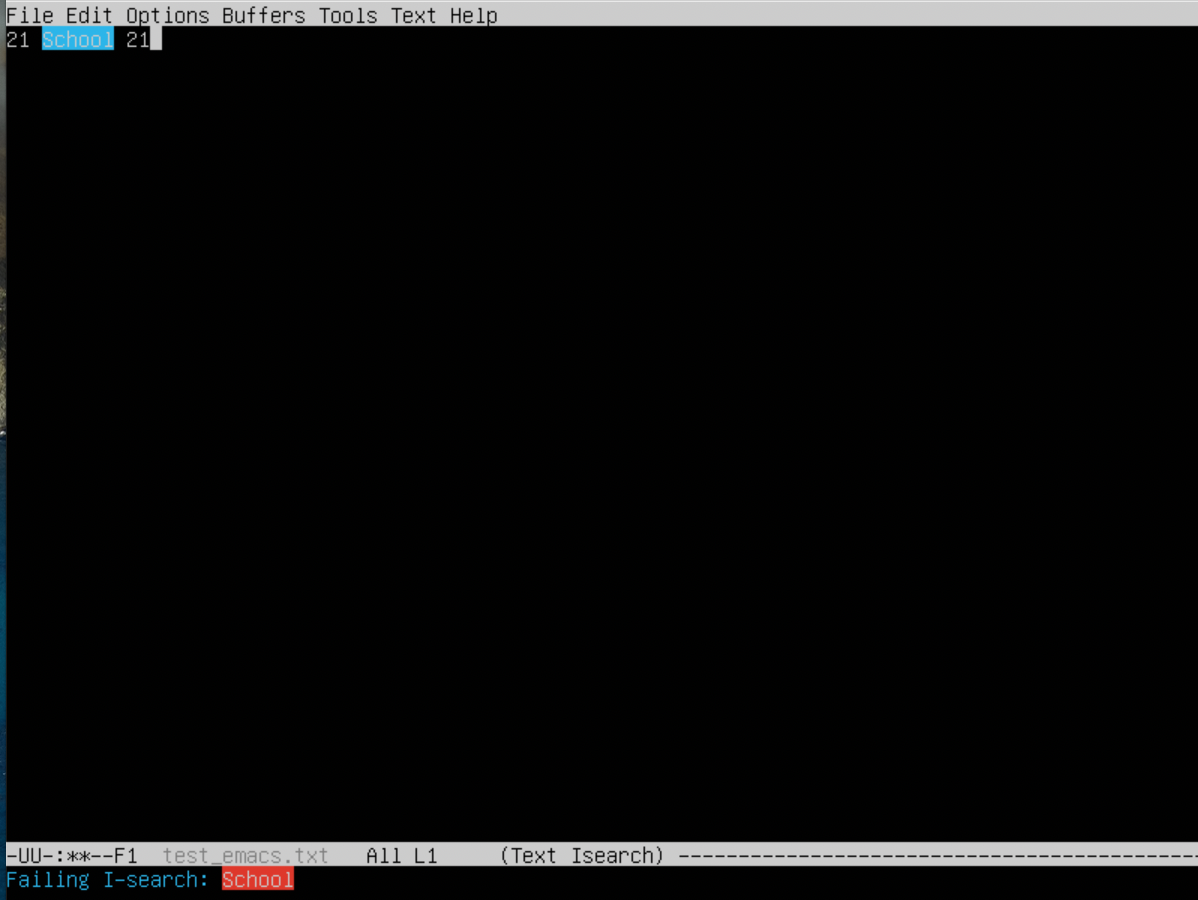 File Edit Options Buffers Tools Text Help
21 School 21
-UU-:**--F1  test_emacs.txt   All L1     (Text Isearch) -------------------------------------------
Failing I-search: School